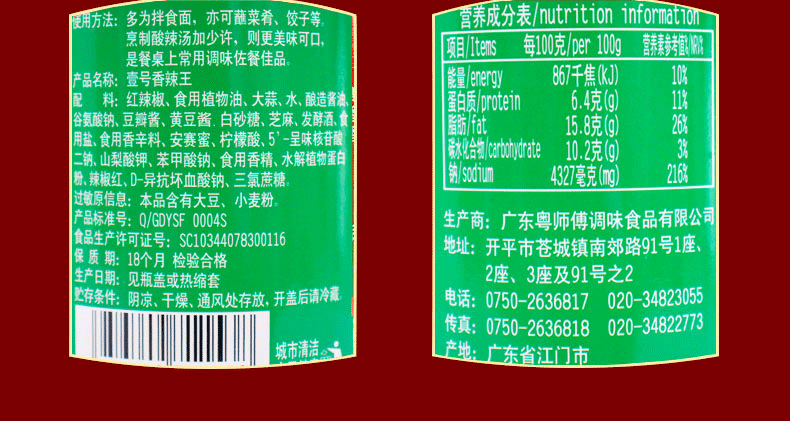 使用方法：多为拌食面，亦可蘸菜肴、饺子等。
烹制酸辣汤加少许，则更美味可口，
是餐桌上常用调味佐餐佳品。
产品名称：壹号香辣王
配 料：红辣椒、食用植物油、大蒜、水、酿造酱油、
谷氨酸钠、豆瓣酱、黄豆酱、白砂糖、芝麻、发酵酒、食
用盐、食用香辛料、安赛蜜、柠檬酸、5'-呈味核苷酸
二钠、山梨酸钾、苯甲酸钠、食用香精、水解植物蛋白
粉、辣椒红、D-异抗坏血酸钠、三氯蔗糖。
过敏原信息：本品含有大豆、小麦粉。
产品标准号：Q/GDYSF 0004S
食品生产许可证号：SC10344078300116
保 质 期：18个月 检验合格
生产日期：见瓶盖或热缩套
贮存条件：阴凉、干燥、通风处存放，开盖后请冷藏。
城市清洁
营养成分表/nutrition information
项目/Items 每100克/per 100g 营养素参考值%/NRV%
能量/energy 867千焦(kJ) 10%
蛋白质/protein 6.4克(g) 11%
脂肪/fat 15.8克(g) 26%
碳水化合物/carbohydrate 10.2克(g) 3%
钠/sodium 4327毫克(mg) 216%
生产商：广东粤师傅调味食品有限公司
地址：开平市苍城镇南郊路91号1座、
2座、3座及91号之2
电话：0750-2636817 020-34823055
传真：0750-2636818 020-34822773
产地：广东省江门市